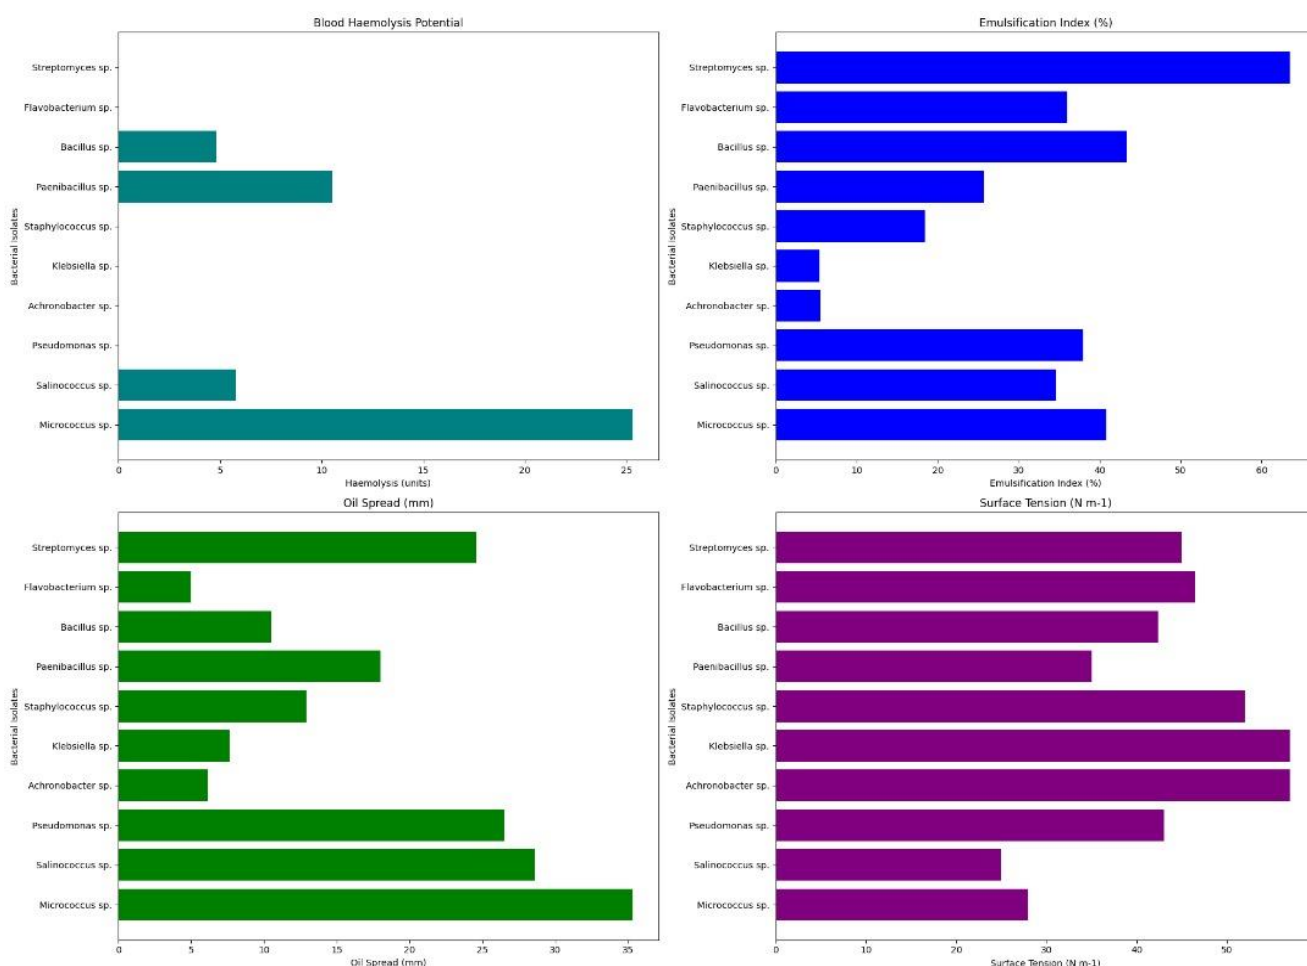 Blood Haemolysis Potential
Bacterial Isolates
Streptomyces sp.
Flavobacterium sp.
Bacillus sp.
Paenibacillus sp.
Staphylococcus sp.
Klebsiella sp.
Achronobacter sp.
Pseudomonas sp.
Salinococcus sp.
Micrococcus sp.
0 5 10 15 20 25
Haemolysis (units)
Emulsification Index (%)
Bacterial Isolates
Streptomyces sp.
Flavobacterium sp.
Bacillus sp.
Paenibacillus sp.
Staphylococcus sp.
Klebsiella sp.
Achronobacter sp.
Pseudomonas sp.
Salinococcus sp.
Micrococcus sp.
0 10 20 30 40 50 60
Emulsification Index (%)
Oil Spread (mm)
Bacterial Isolates
Streptomyces sp.
Flavobacterium sp.
Bacillus sp.
Paenibacillus sp.
Staphylococcus sp.
Klebsiella sp.
Achronobacter sp.
Pseudomonas sp.
Salinococcus sp.
Micrococcus sp.
0 5 10 15 20 25 30 35
Oil Spread (mm)
Surface Tension (N m-1)
Bacterial Isolates
Streptomyces sp.
Flavobacterium sp.
Bacillus sp.
Paenibacillus sp.
Staphylococcus sp.
Klebsiella sp.
Achronobacter sp.
Pseudomonas sp.
Salinococcus sp.
Micrococcus sp.
0 10 20 30 40 50
Surface Tension (N m-1)